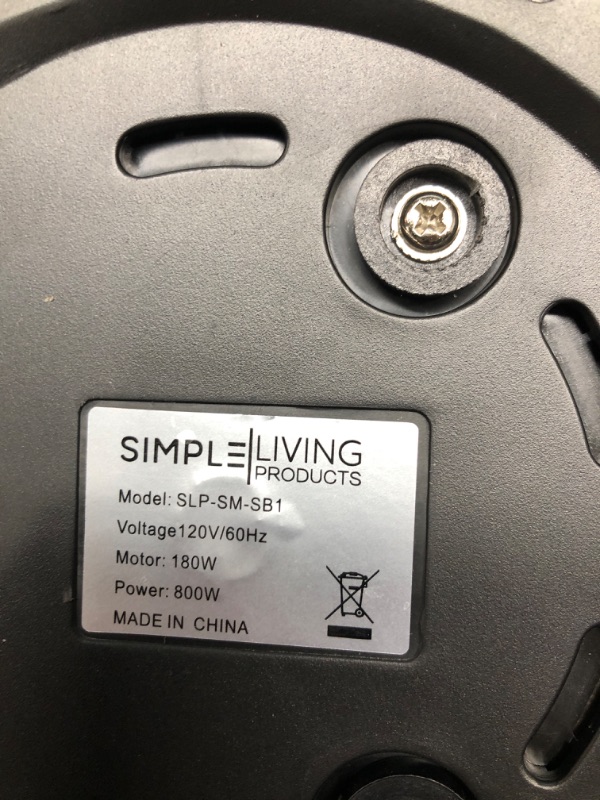 SIMPLE LIVING
PRODUCTS
Model: SLP-SM-SB1
Voltage120V/60Hz
Motor: 180W
Power: 800W
MADE IN CHINA